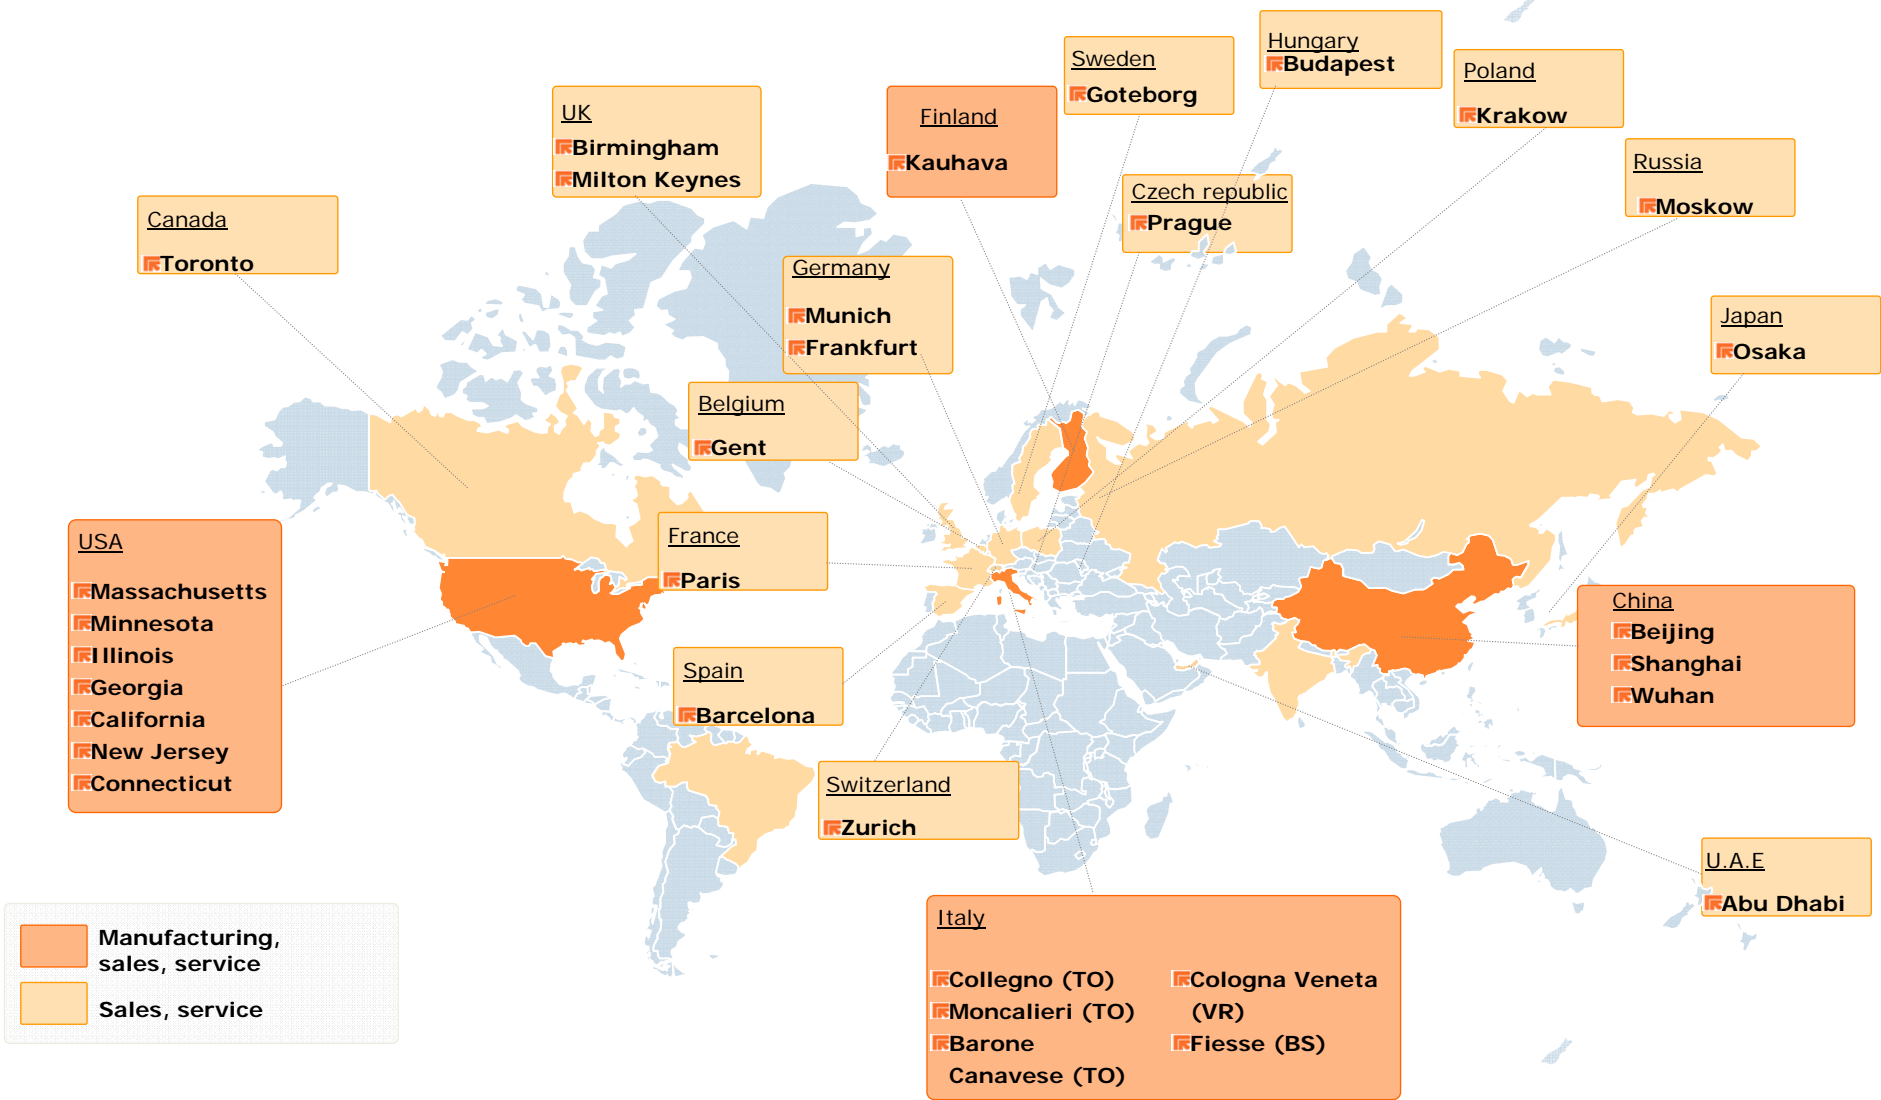 Hungary
Budapest
Sweden
Goteborg
Poland
Krakow
UK
Birmingham
Milton Keynes
Finland
Kauhava
Russia
Moskow
Czech republic
Prague
Canada
Toronto
Germany
Munich
Frankfurt
Japan
Osaka
Belgium
Gent
USA
Massachusetts
Minnesota
Illinois
Georgia
California
New Jersey
Connecticut
France
Paris
China
Beijing
Shanghai
Wuhan
Spain
Barcelona
Switzerland
Zurich
U.A.E
Abu Dhabi
Italy
Collegno (TO)
Moncalieri (TO)
Barone
Canavese (TO)
Cologna Veneta
(VR)
Fiesse (BS)
Manufacturing,
sales, service
Sales, service